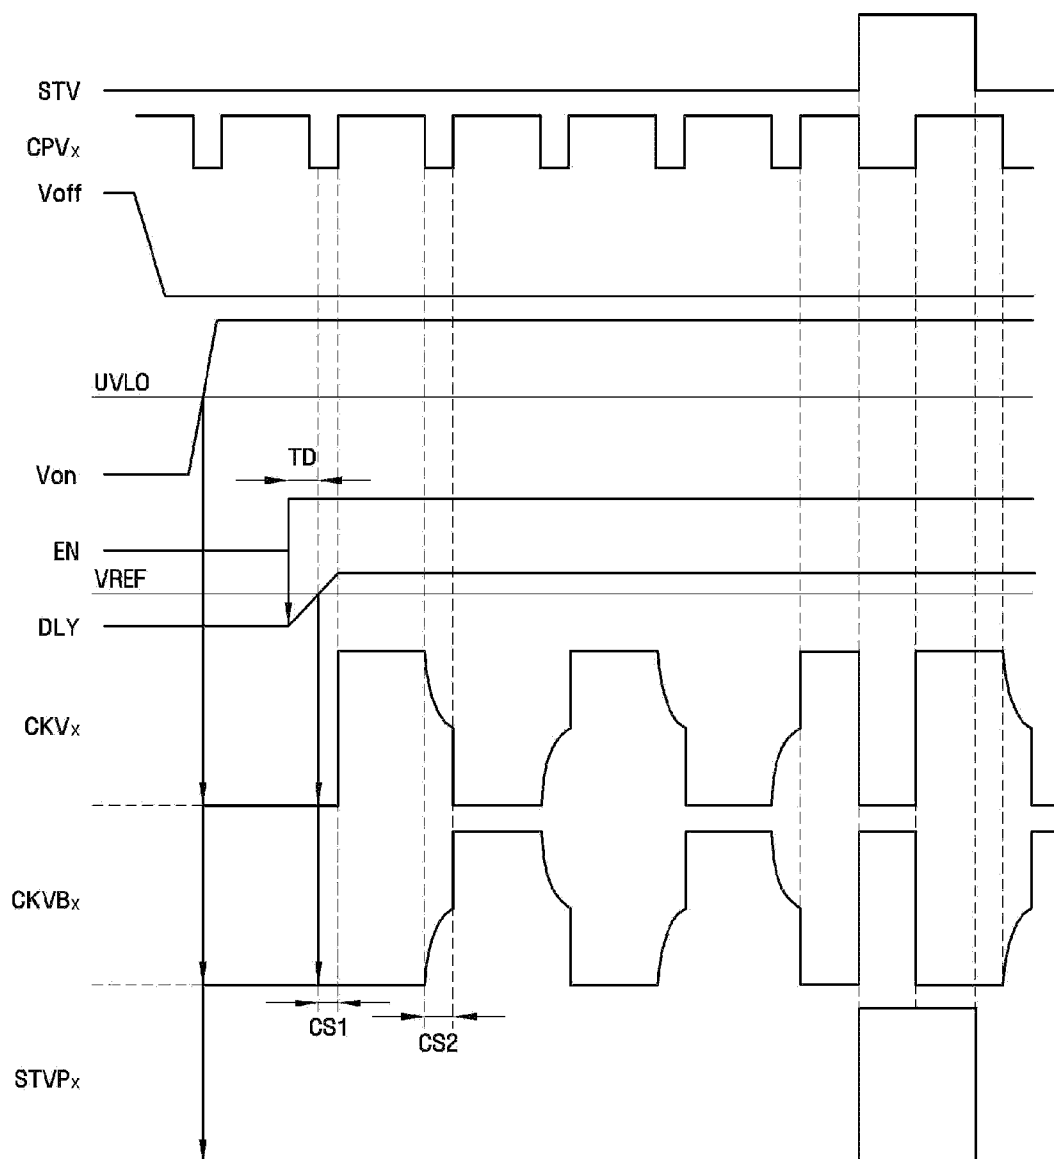 STV
CPVx
Voff
UVLO
TD
Von
EN
VREF
DLY
CKVx
CKVBx
CS1
CS2
STVPx